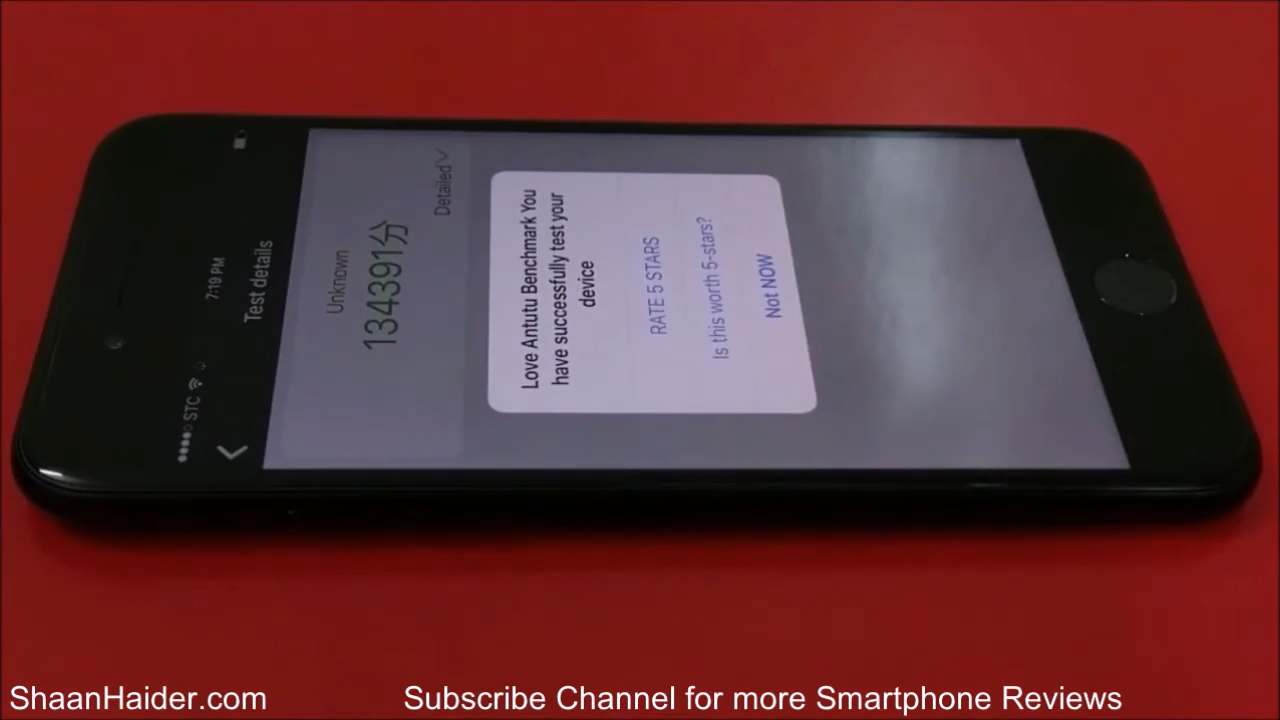 STC
7:19 PM
Test details
Unknown
134391分
Detailed
Love Antutu Benchmark You
have successfully test your
device
RATE 5 STARS
Is this worth 5-stars?
Not NOW
ShaanHaider.com
Subscribe Channel for more Smartphone Reviews